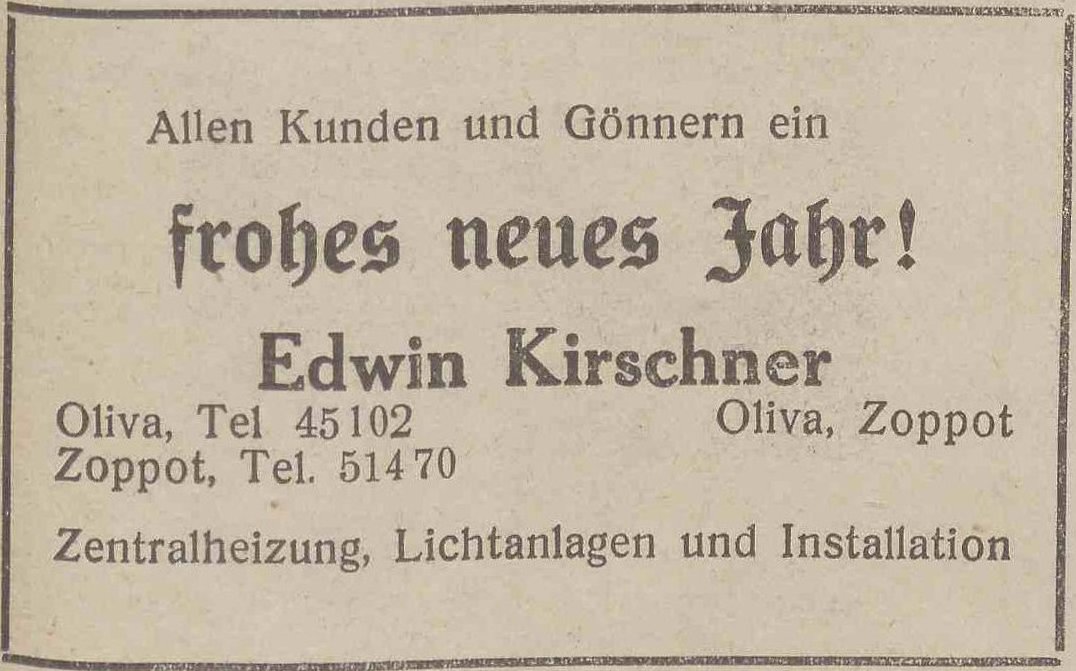 Allen Kunden und Gönnern ein
frohes neues Jahr!
Edwin Kirschner
Oliva, Tel 45102 Oliva, Zoppot
Zoppot, Tel. 51470
Zentralheizung, Lichtanlagen und Installation